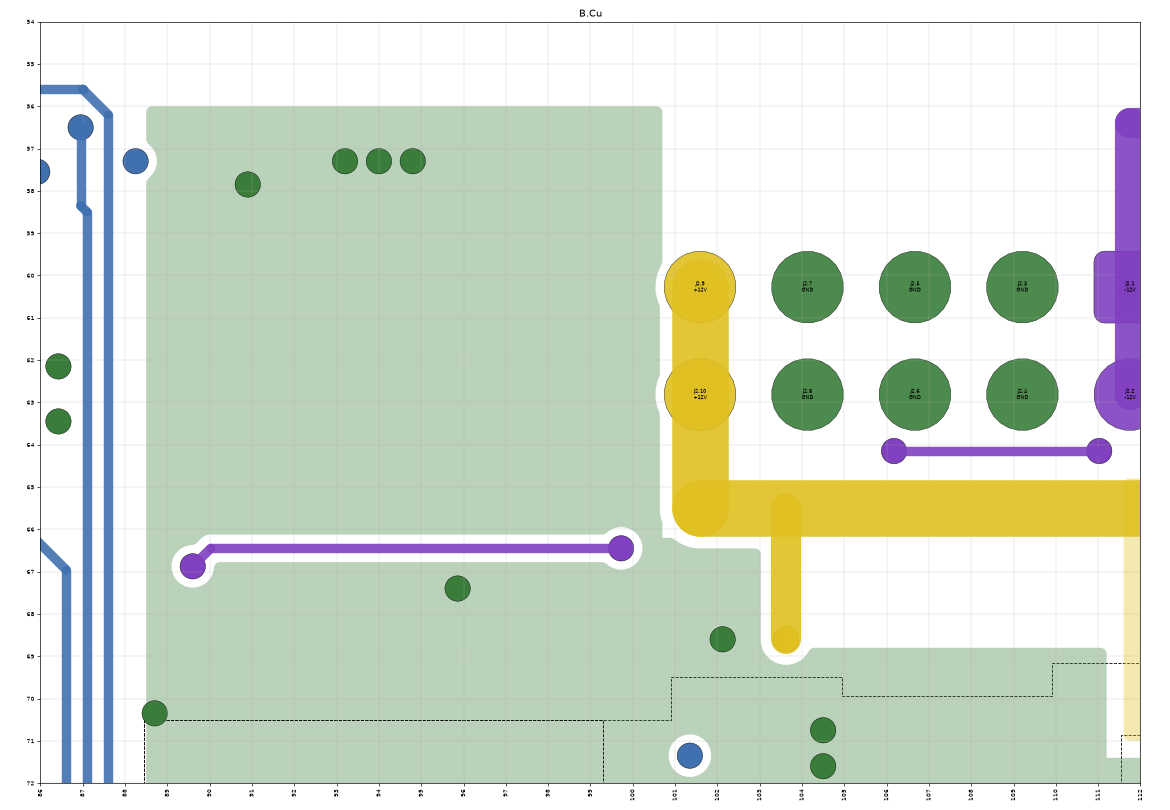 B.Cu
54
55
56
57
58
59
60
61
62
63
64
65
66
67
68
69
70
71
72
J2.9
+12V
J2.7
GND
J2.5
GND
J2.3
GND
J2.1
-12V
J2.10
+12V
J2.8
GND
J2.6
GND
J2.4
GND
J2.2
-12V
86 87 88 89 90 91 92 93 94 95 96 97 98 99 100 101 102 103 104 105 106 107 108 109 110 111 112